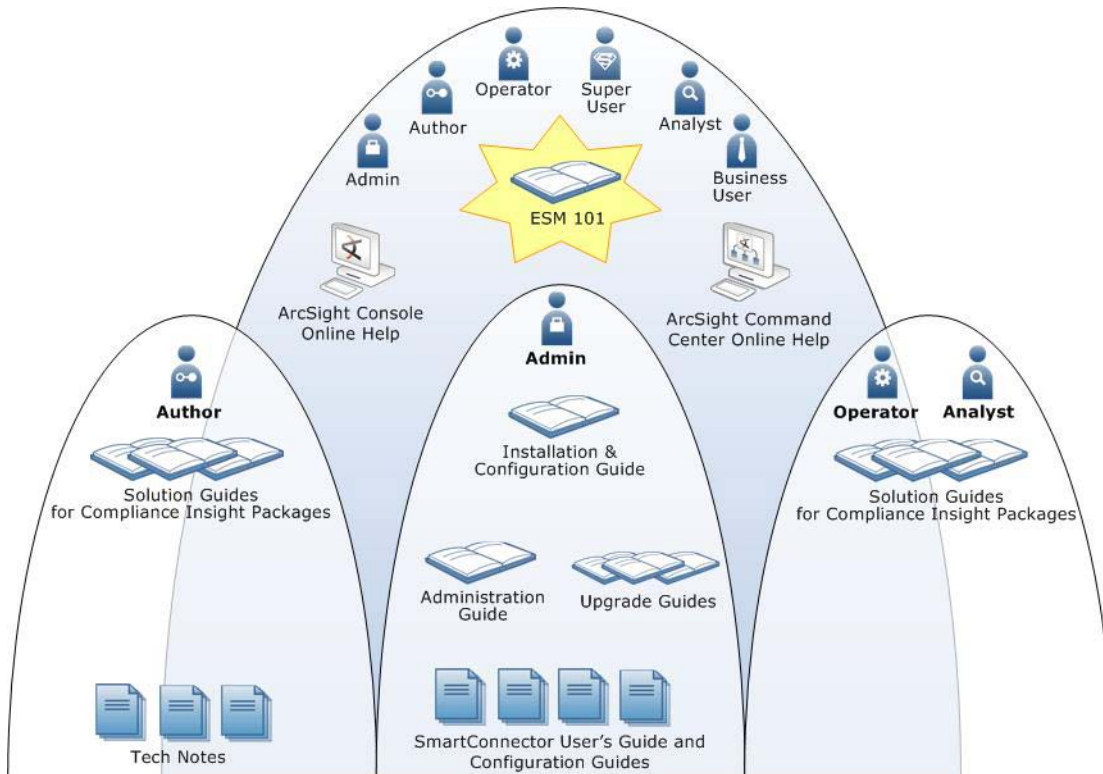 Operator
Super
User
Author
Analyst
Admin
Business
User
ESM 101
ArcSight Console
Online Help
ArcSight Command
Center Online Help
Author
Solution Guides
for Compliance Insight Packages
Tech Notes
Admin
Installation &
Configuration Guide
Administration
Guide
Upgrade Guides
SmartConnector User's Guide and
Configuration Guides
Operator
Analyst
Solution Guides
for Compliance Insight Packages